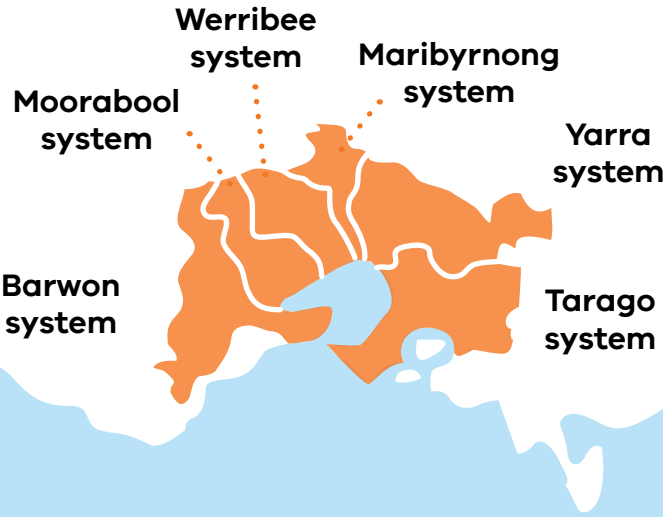 Werribee
system
Maribyrnong
system
Moorabool
system
Yarra
system
Barwon
system
Tarago
system